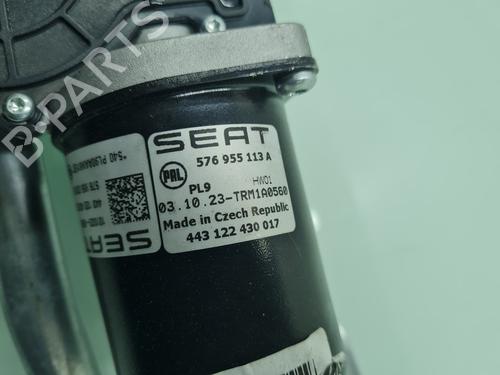 B-PARTS
SEAT
576 955 113 A
PAL
PL9
HW01
03.10.23-TRM1A0560
Made in Czech Republic
443 122 430 017
SEAT